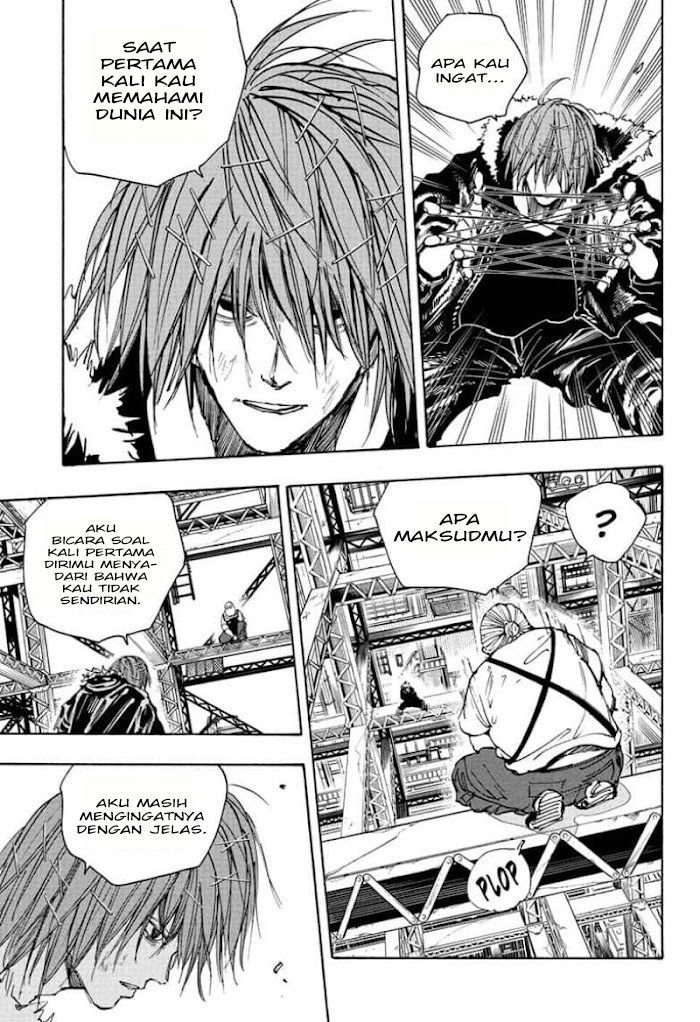 APA KAU
INGAT...
SAAT
PERTAMA
KALI KAU
MEMAHAMI
DUNIA INI?
?
APA
MAKSUDMU?
PLOP
AKU
BICARA SOAL
KALI PERTAMA
DIRIMU MENYA-
DARI BAHWA
KAU TIDAK
SENDIRIAN.
AKU MASIH
MENGINGATNYA
DENGAN JELAS.